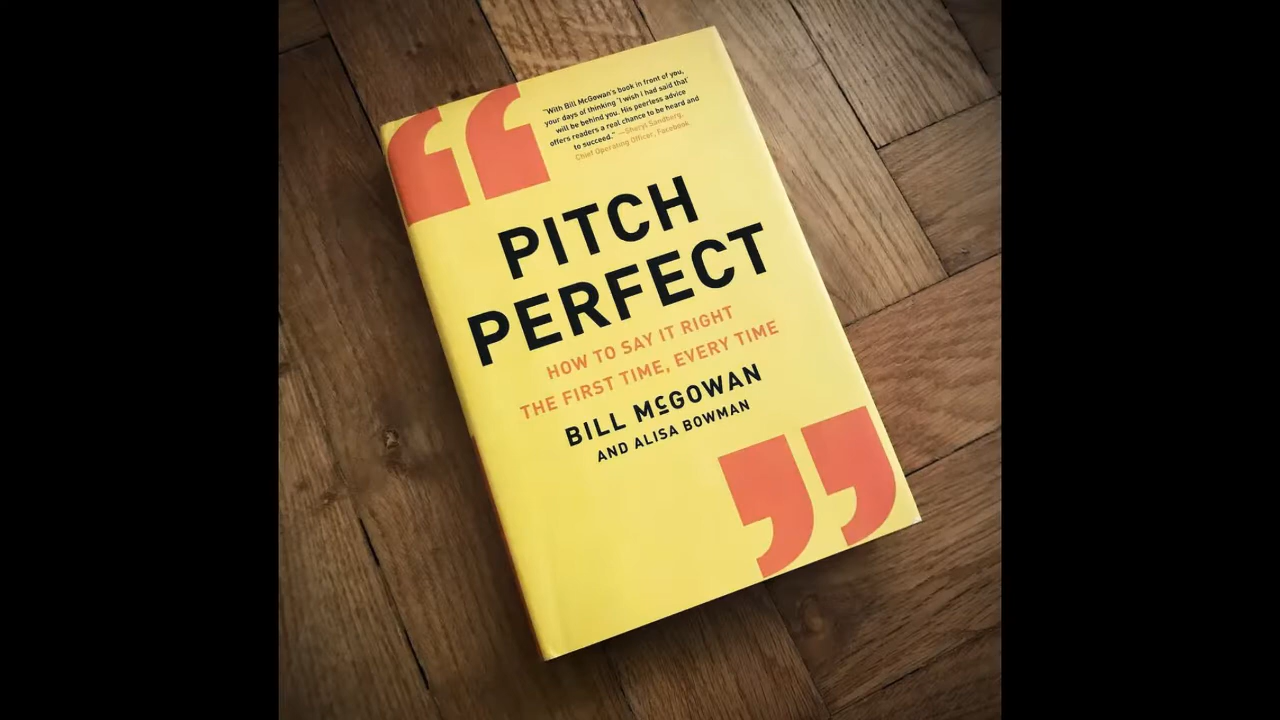 "With Bill McGowan's book in front of you,
your days of thinking 'I wish I had said that'
will be behind you. His peerless advice
offers readers a real chance to be heard and
to succeed." —Sheryl Sandberg,
Chief Operating Officer, Facebook
PITCH
PERFECT
HOW TO SAY IT RIGHT
THE FIRST TIME, EVERY TIME
BILL McGOWAN
AND ALISA BOWMAN